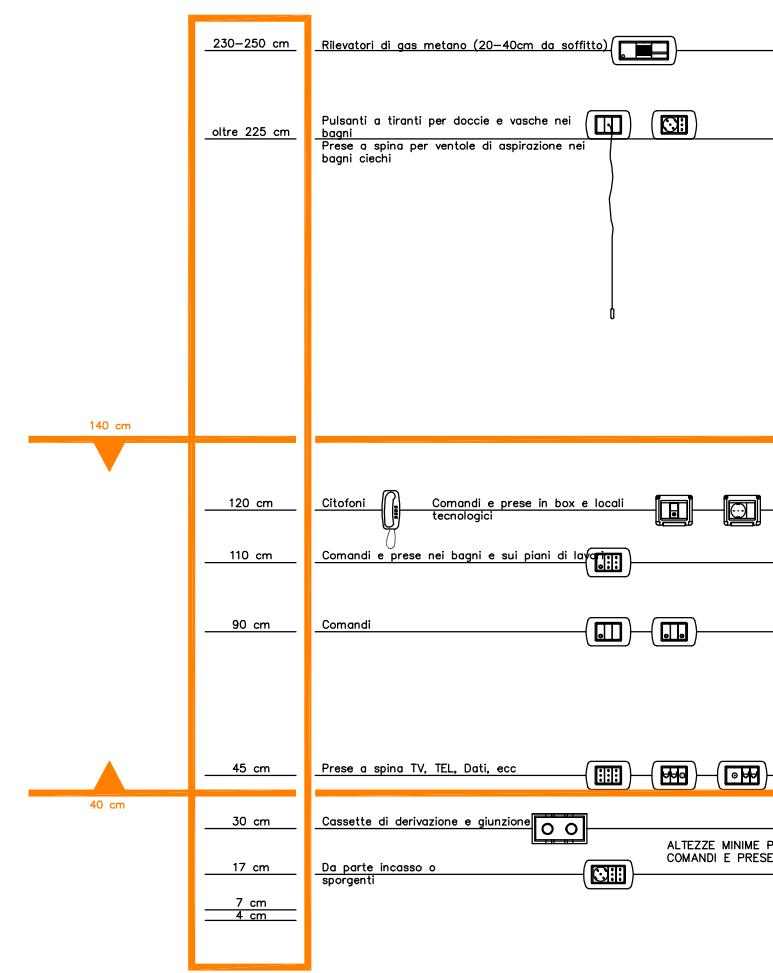 230-250 cm
Rilevatori di gas metano (20-40cm da soffitto)
Pulsanti a tiranti per doccie e vasche nei
bagni
oltre 225 cm
Prese a spina per ventole di aspirazione nei
bagni ciechi
140 cm
120 cm
Citofoni
Comandi e prese in box e locali
tecnologici
110 cm
Comandi e prese nei bagni e sui piani di lavoro
90 cm
Comandi
45 cm
Prese a spina TV, TEL, Dati, ecc
40 cm
30 cm
Cassette di derivazione e giunzione
ALTEZZE MINIME P
COMANDI E PRESE
17 cm
Da parte incasso o
sporgenti
7 cm
4 cm